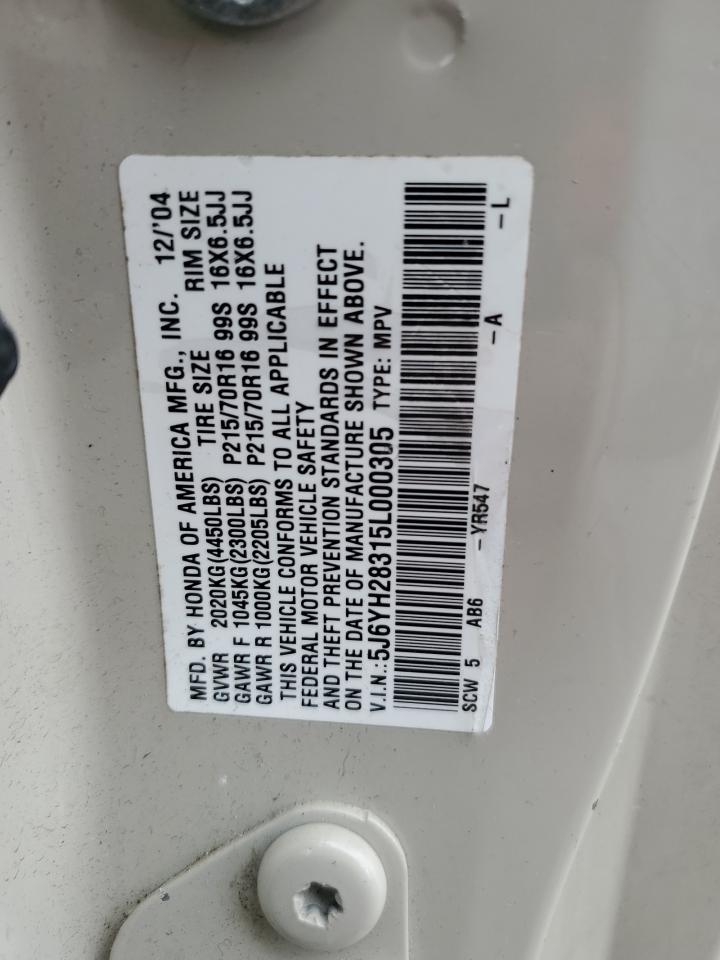 MFD. BY HONDA OF AMERICA MFG., INC. 12/'04
GVWR 2020KG(4450LBS) TIRE SIZE RIM SIZE
GAWR F 1045KG(2300LBS) P215/70R16 99S 16X6.5JJ
GAWR R 1000KG(2205LBS) P215/70R16 99S 16X6.5JJ
THIS VEHICLE CONFORMS TO ALL APPLICABLE
FEDERAL MOTOR VEHICLE SAFETY
AND THEFT PREVENTION STANDARDS IN EFFECT
ON THE DATE OF MANUFACTURE SHOWN ABOVE.
V.I.N.:5J6YH28315L000305 TYPE: MPV
SCW 5 AB6 -YR547 -A -L